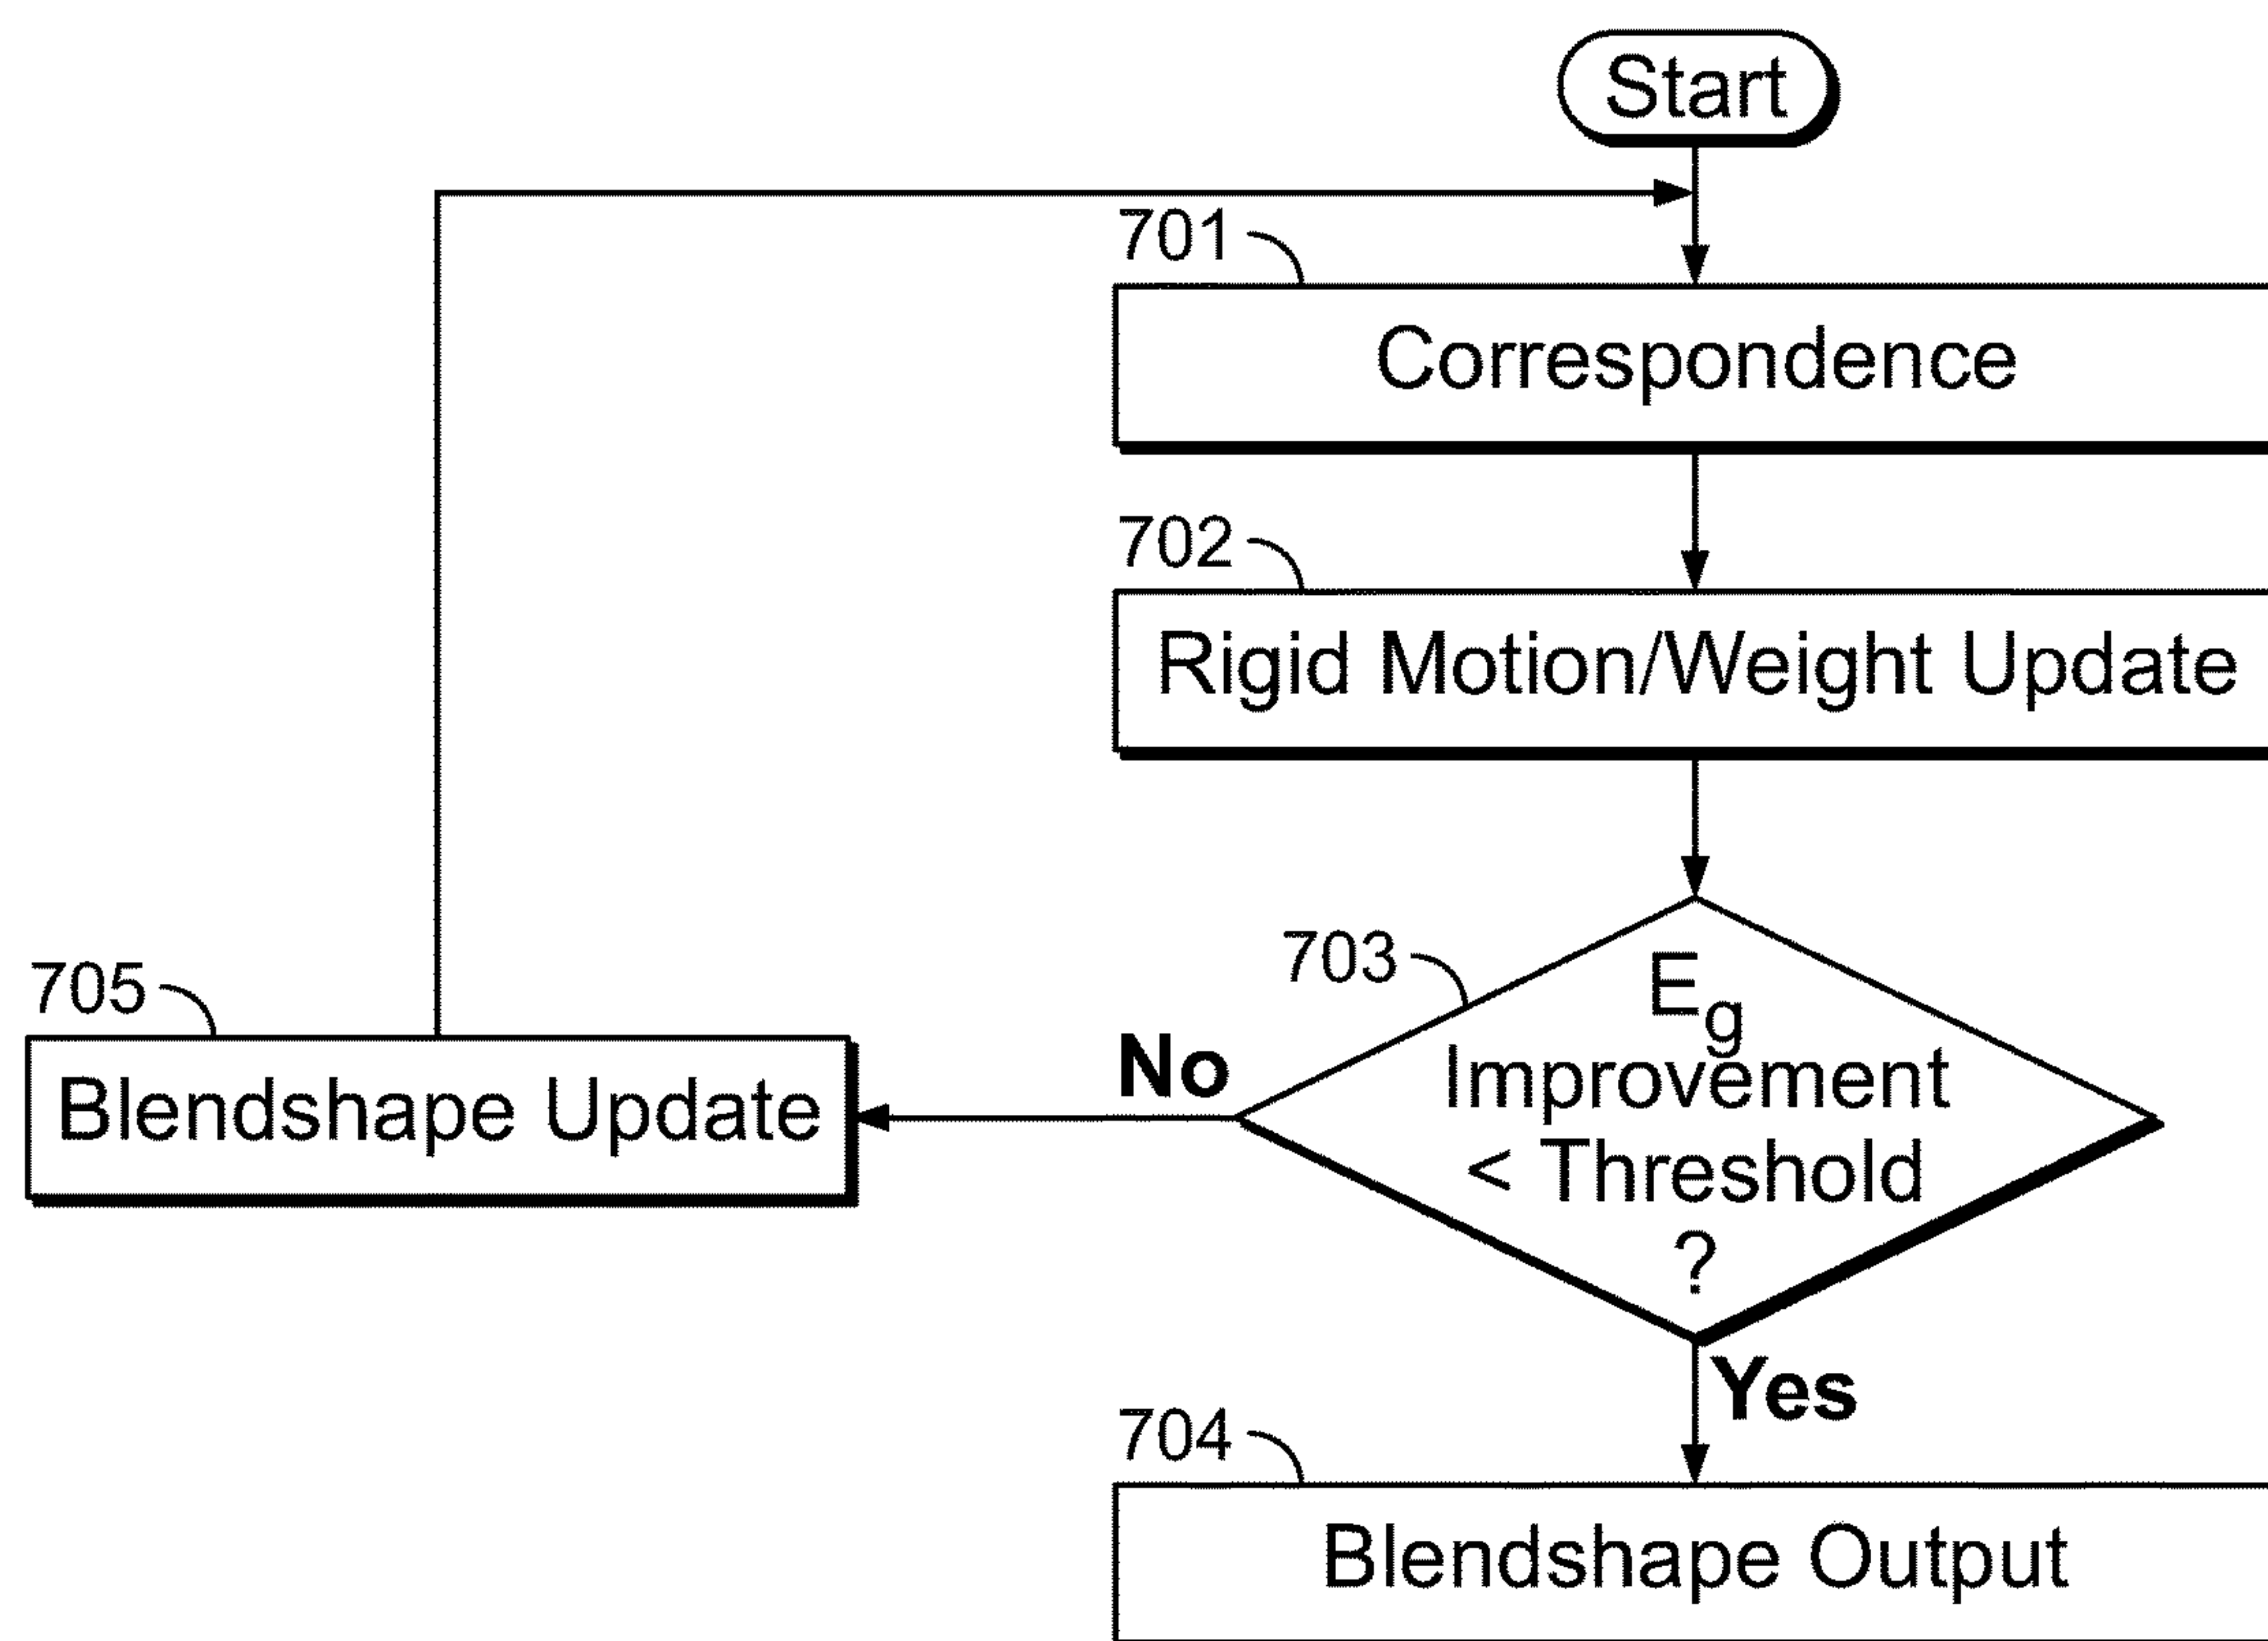 Start
701
Correspondence
702
Rigid Motion/Weight Update
703
Eg
Improvement
< Threshold
?
No
705
Blendshape Update
Yes
704
Blendshape Output